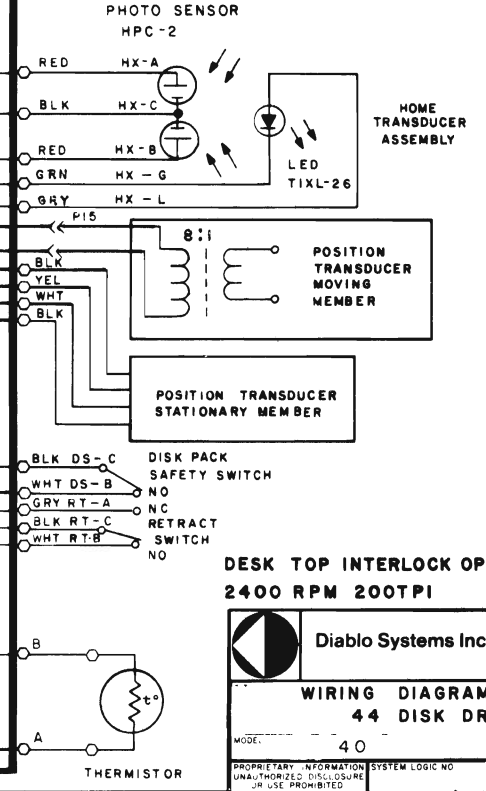 PHOTO SENSOR
HPC-2
RED HX-A
BLK HX-C
RED HX-B
GRN HX-G
GRY HX-L
LED
TIXL-26
HOME
TRANSDUCER
ASSEMBLY
P15
8:1
BLK
YEL
WHT
BLK
POSITION
TRANSDUCER
MOVING
MEMBER
POSITION TRANSDUCER
STATIONARY MEMBER
BLK DS-C
WHT DS-B
GRY RT-A
BLK RT-C
WHT RT-B
DISK PACK
SAFETY SWITCH
NO
NC
RETRACT
SWITCH
NO
DESK TOP INTERLOCK OP
2400 RPM 200TPI
Diablo Systems Inc
WIRING DIAGRAM
44 DISK DR
MODEL
40
PROPRIETARY INFORMATION
UNAUTHORIZED DISCLOSURE
OR USE PROHIBITED
SYSTEM LOGIC NO
B
t°
A
THERMISTOR